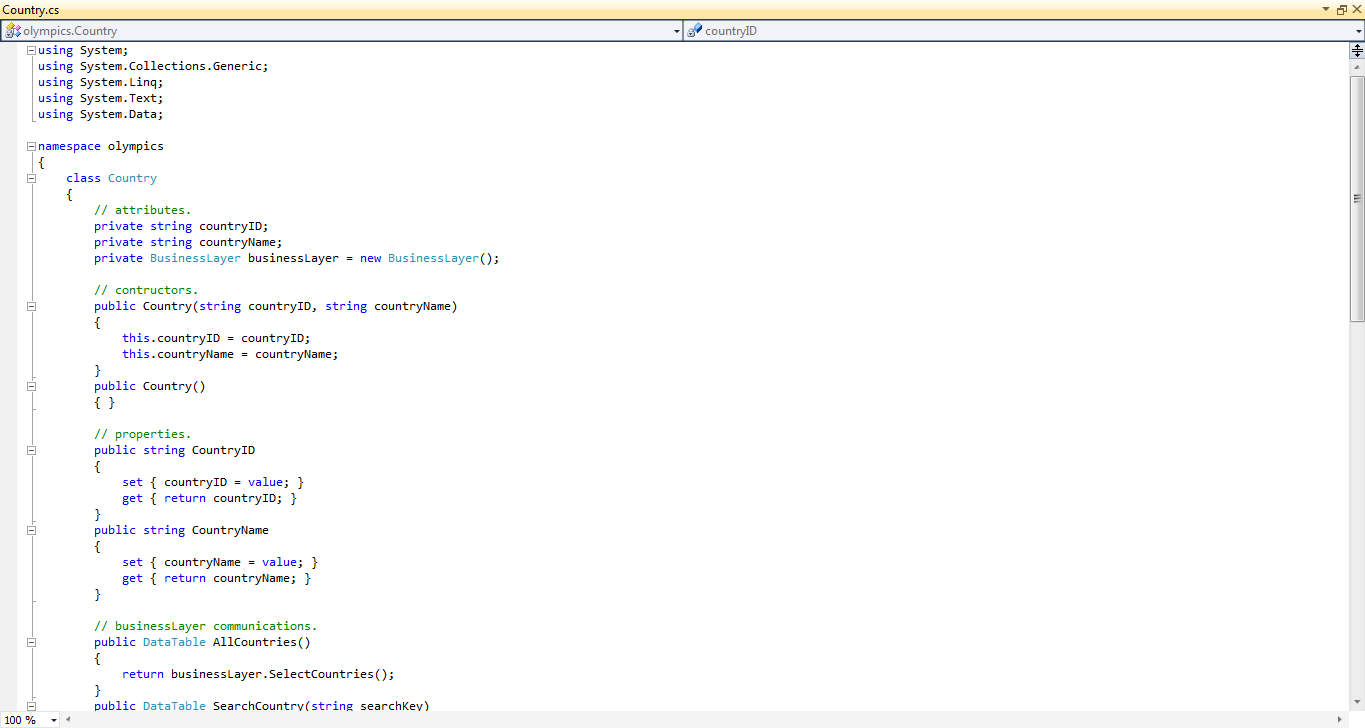 Country.cs
olympics.Country
countryID
using System;
using System.Collections.Generic;
using System.Linq;
using System.Text;
using System.Data;
namespace olympics
{
class Country
{
// attributes.
private string countryID;
private string countryName;
private BusinessLayer businessLayer = new BusinessLayer();
// contructors.
public Country(string countryID, string countryName)
{
this.countryID = countryID;
this.countryName = countryName;
}
public Country()
{ }
// properties.
public string CountryID
{
set { countryID = value; }
get { return countryID; }
}
public string CountryName
{
set { countryName = value; }
get { return countryName; }
}
// businessLayer communications.
public DataTable AllCountries()
{
return businessLayer.SelectCountries();
}
public DataTable SearchCountry(string searchKey)
100 %